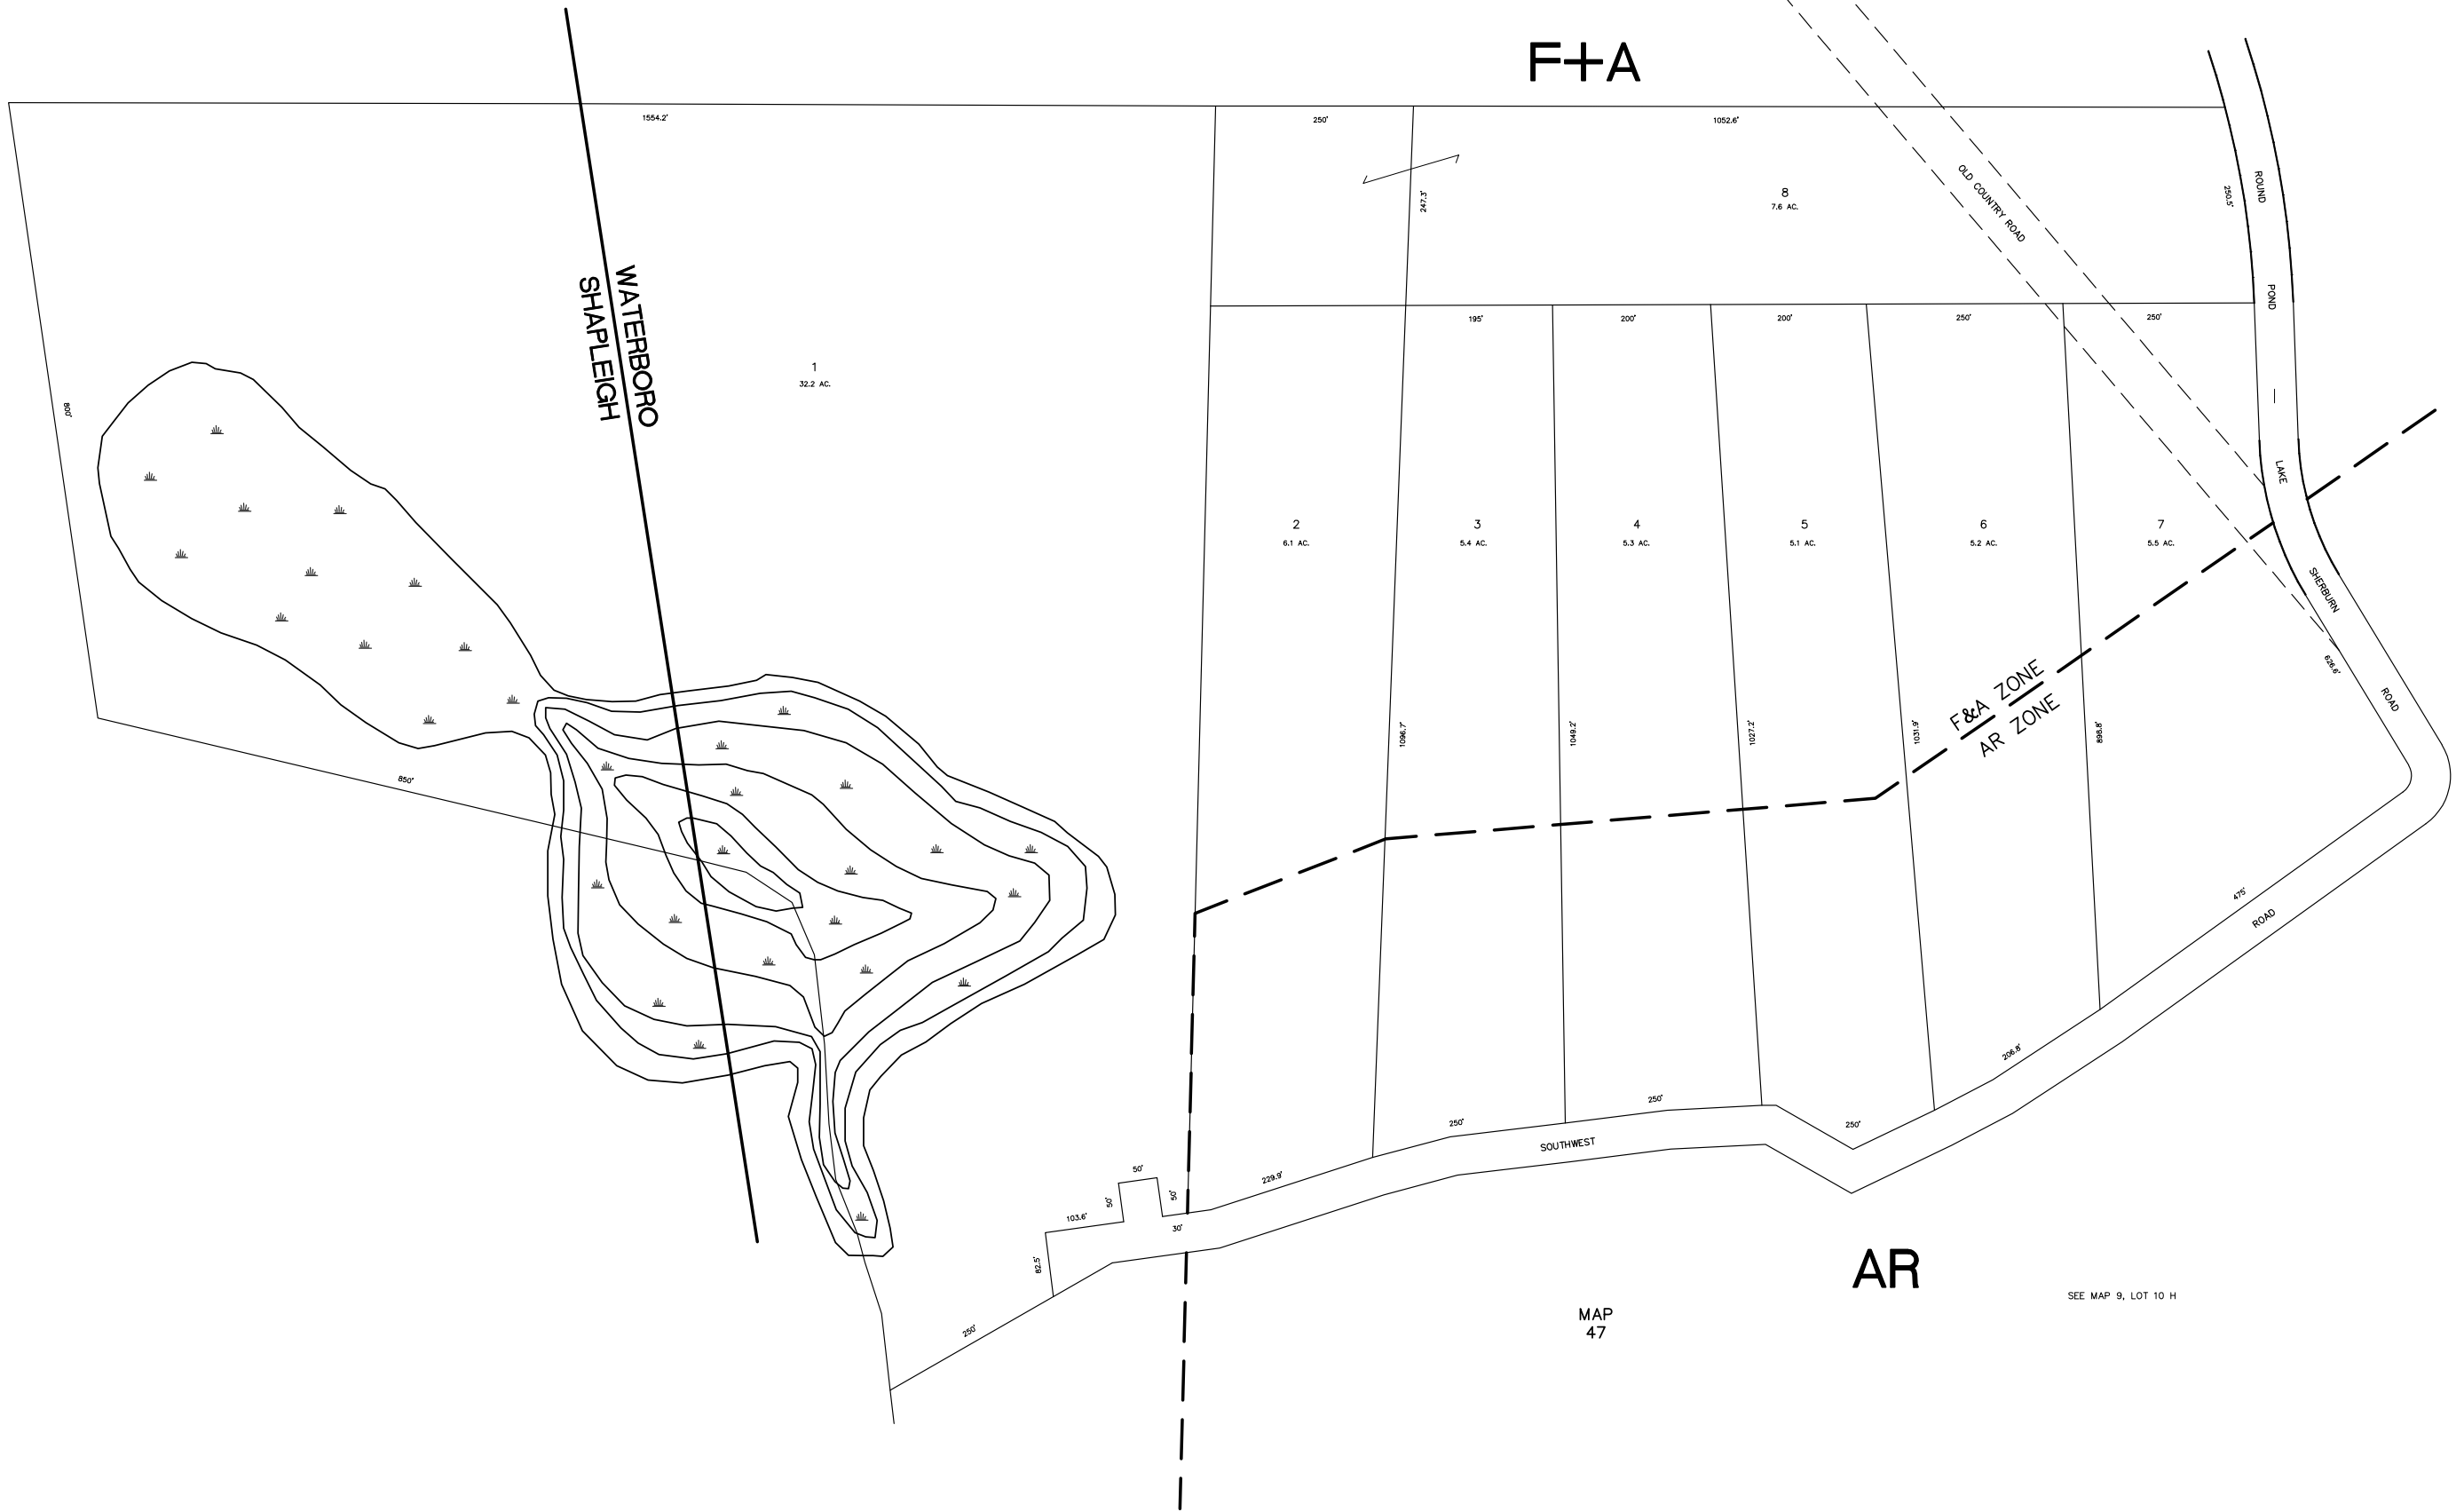 F+A
1554.2'
250'
1052.6'
OLD COUNTRY ROAD
ROUND
POND
—
LAKE
SHERBURN
ROAD
250.5'
247.3'
8
7.6 AC.
WATERBORO
SHAPLEIGH
195'
200'
200'
250'
250'
1
32.2 AC.
800'
2
6.1 AC.
3
5.4 AC.
4
5.3 AC.
5
5.1 AC.
6
5.2 AC.
7
5.5 AC.
626.6'
F&A ZONE
AR ZONE
1096.7'
1049.2'
1027.2'
1031.9'
898.8'
850'
475'
ROAD
206.8'
250'
250'
250'
SOUTHWEST
229.9'
50'
50'
50'
103.6'
30'
82.5'
250'
AR
SEE MAP 9, LOT 10 H
MAP
47